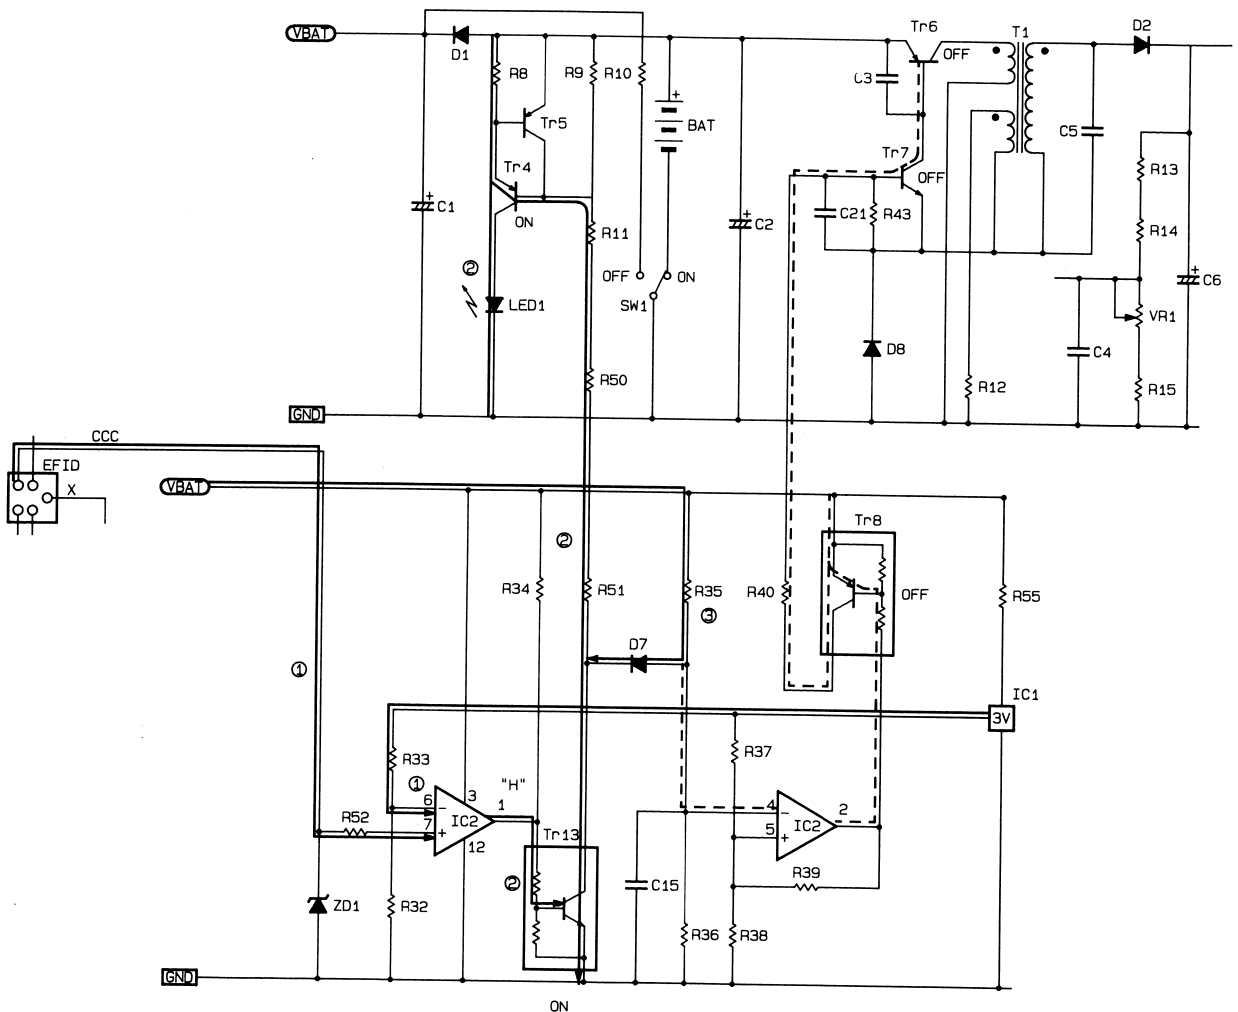 Tr6
VBAT
D1
OFF
T1
D2
R8
R9
R10
C3
+
BAT
Tr5
C5
Tr4
Tr7
OFF
R13
+
C1
C21
R43
ON
R11
+
C2
R14
②
OFF
ON
SW1
+
C6
LED1
VR1
D8
C4
R50
R12
R15
GND
CCC
EFID
X
VBAT
Tr8
②
R34
R51
R35
R40
OFF
R55
③
D7
①
IC1
3V
R33
R37
①
"H"
6
-
3
1
4
-
2
R52
7
+
IC2
5
+
IC2
12
Tr13
R39
②
C15
ZD1
R32
R36
R38
GND
ON